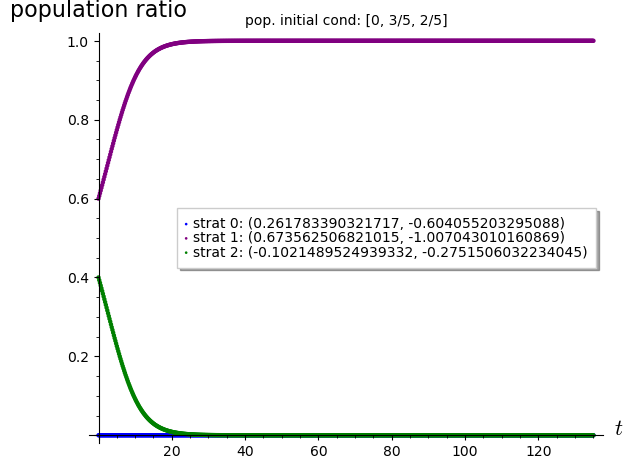 population ratio
pop. initial cond: [0, 3/5, 2/5]
1.0
0.8
0.6
strat 0: (0.261783390321717, -0.604055203295088)
strat 1: (0.673562506821015, -1.007043010160869)
strat 2: (-0.1021489524939332, -0.2751506032234045)
0.4
0.2
t
20 40 60 80 100 120